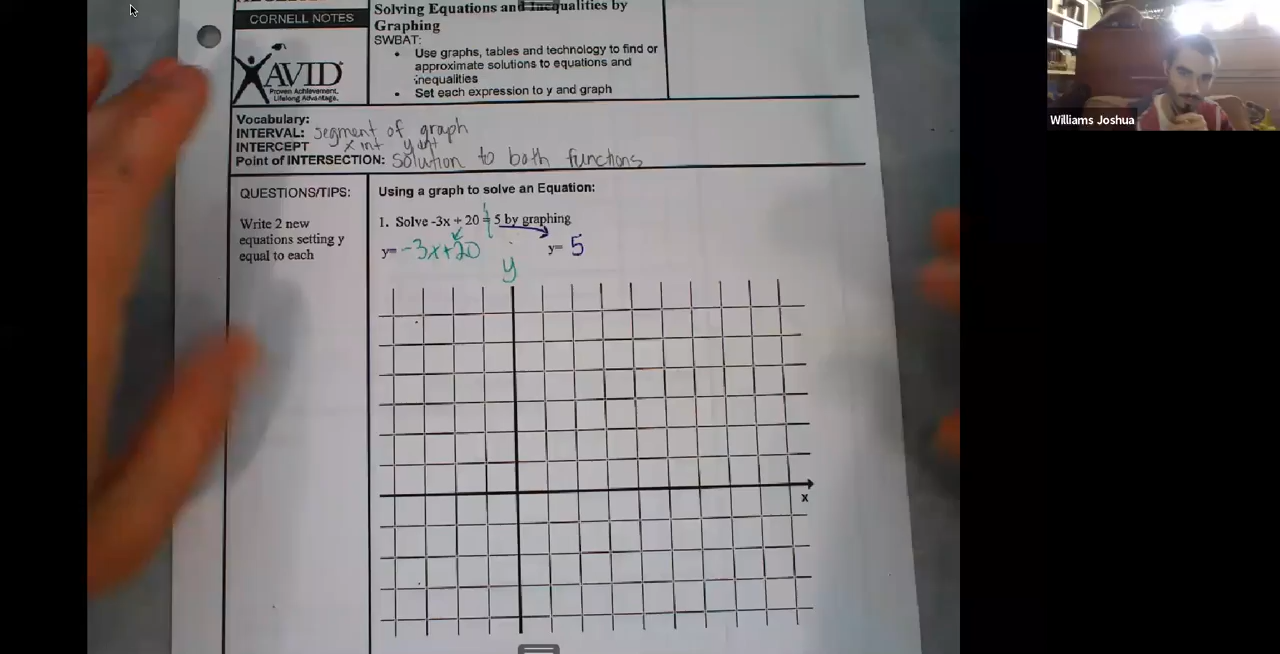 CORNELL NOTES
AVID
Proven Achievement.
Lifelong Advantage.
Solving Equations and Inequalities by
Graphing
SWBAT:
• Use graphs, tables and technology to find or
approximate solutions to equations and
inequalities
• Set each expression to y and graph
Vocabulary:
INTERVAL: segment of graph
INTERCEPT x int y int
Point of INTERSECTION: solution to both functions
QUESTIONS/TIPS:
Write 2 new
equations setting y
equal to each
Using a graph to solve an Equation:
1. Solve -3x + 20 = 5 by graphing
y= -3x+20 y= 5
y
x
Williams Joshua